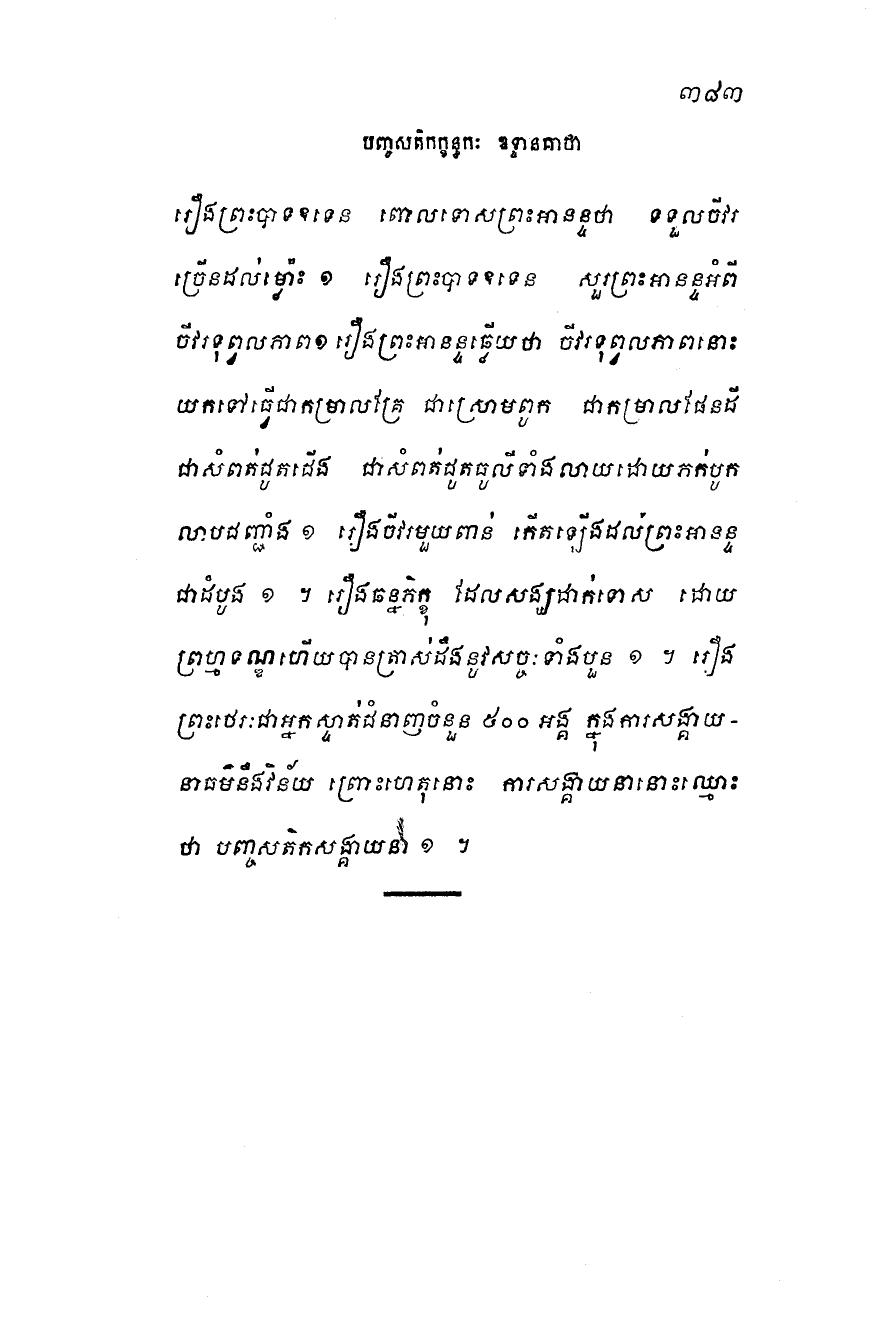 ៣៨៣
បញ្ចសតិកក្ខន្ធកៈ ឧទ្ទានគាថា
រឿងព្រះបាទឧទេន ពោលទោសព្រះអានន្ទថា ទទួលចីវរ
ច្រើនដល់ម្ល៉ោះ ១ រឿងព្រះបាទឧទេន សួរព្រះអានន្ទអំពី
ចីវរទុព្វលភាព១ រឿងព្រះអានន្ទឆ្លើយថា ចីវរទុព្វលភាពនោះ
យកទៅធ្វើជាកម្រាលគ្រែ ជាស្រោមពូក ជាកម្រាលផែនដី
ជាសំពត់ជូតជើង ជាសំពត់ជូតធូលីទាំងលាយដោយភក់បូក
លាបជញ្ជាំង ១ រឿងចីវរមួយពាន់ កើតឡើងដល់ព្រះអានន្ទ
ជាដំបូង ១ ។ រឿងឆន្នភិក្ខុ ដែលសង្ឃដាក់ទោស ដោយ
ព្រហ្មទណ្ឌហើយបានត្រាស់ដឹងនូវសច្ចៈទាំងបួន ១ ។ រឿង
ព្រះថេរៈជាអ្នកស្ទាត់ជំនាញចំនួន ៥០០ អង្គ ក្នុងការសង្គាយ-
នាធម៌នឹងវិន័យ ព្រោះហេតុនោះ ការសង្គាយនានោះឈ្មោះ
ថា បញ្ចសតិកសង្គាយនា ១ ។